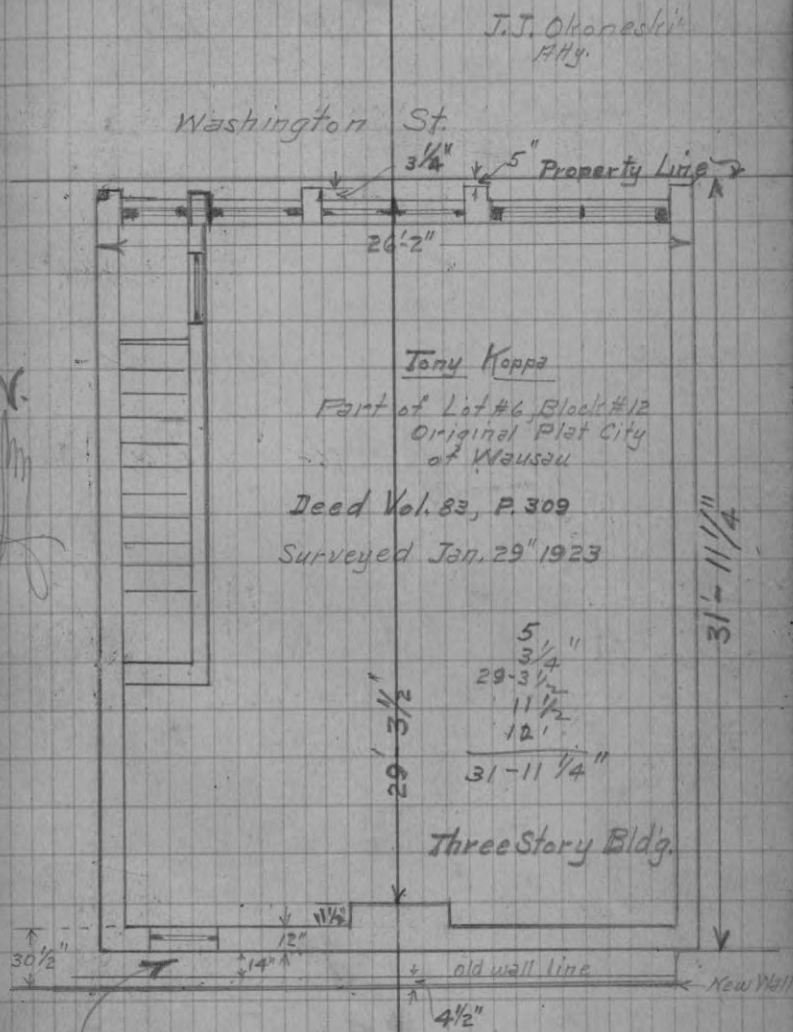 J.J. Okoneski
Atty.
Washington St.
3 1/4"
5"
Property Line
26'-2"
Tony Koppa
Part of Lot #6, Block #12
Original Plat City
of Wausau
Deed Vol. 83, P. 309
Surveyed Jan. 29" 1923
31'-11 1/4"
29' 3 1/2"
5
3 1/4"
29-3 1/2
11 1/2
12"
31-11 1/4"
Three Story Bldg.
11 1/2"
12"
30 1/2"
14"
old wall line
New Wall
4 1/2"